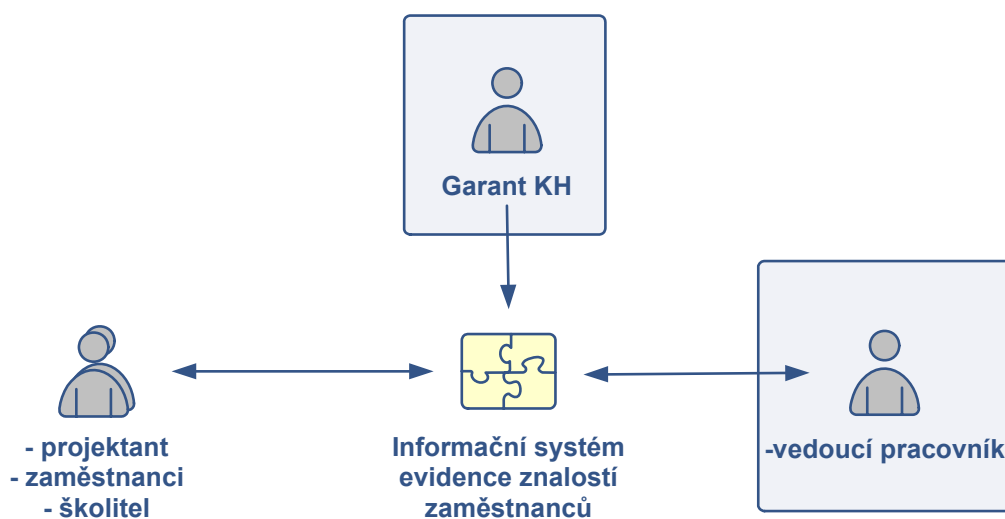 Garant KH
- projektant
- zaměstnanci
- školitel
Informační systém
evidence znalostí
zaměstnanců
-vedoucí pracovník